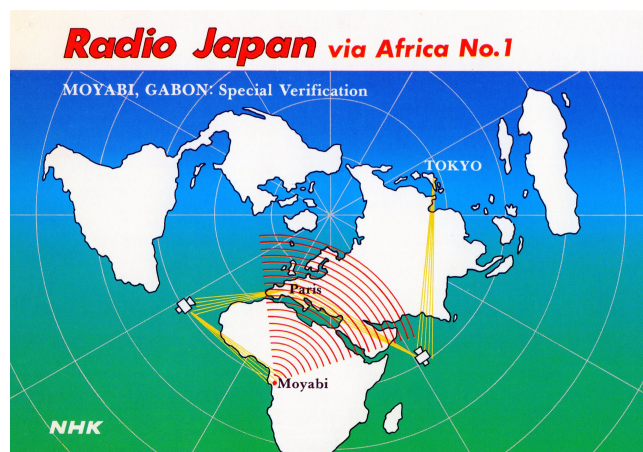 Radio Japan via Africa No.1
MOYABI, GABON: Special Verification
TOKYO
Paris
Moyabi
NHK